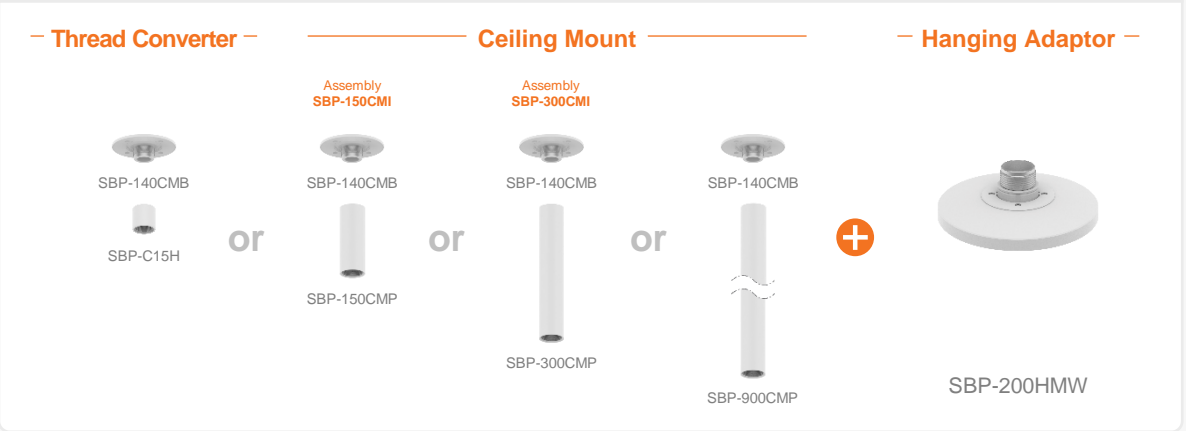 Thread Converter
Ceiling Mount
Hanging Adaptor
Assembly
SBP-150CMI
Assembly
SBP-300CMI
SBP-140CMB
SBP-140CMB
SBP-140CMB
SBP-140CMB
SBP-C15H
or
or
or
SBP-150CMP
SBP-300CMP
SBP-900CMP
SBP-200HMW